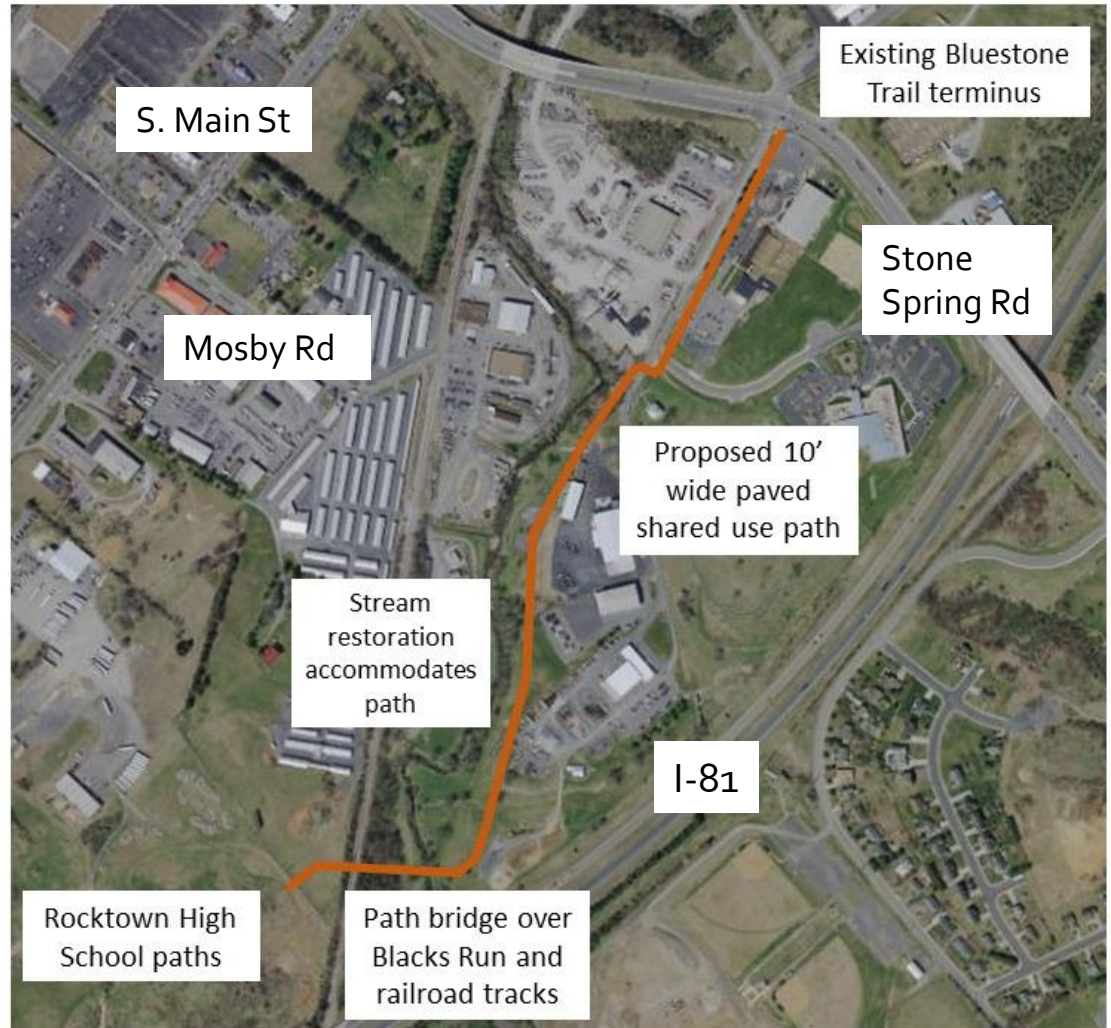 Existing Bluestone
Trail terminus
S. Main St
Stone
Spring Rd
Mosby Rd
Proposed 10’
wide paved
shared use path
Stream
restoration
accommodates
path
I-81
Rocktown High
School paths
Path bridge over
Blacks Run and
railroad tracks